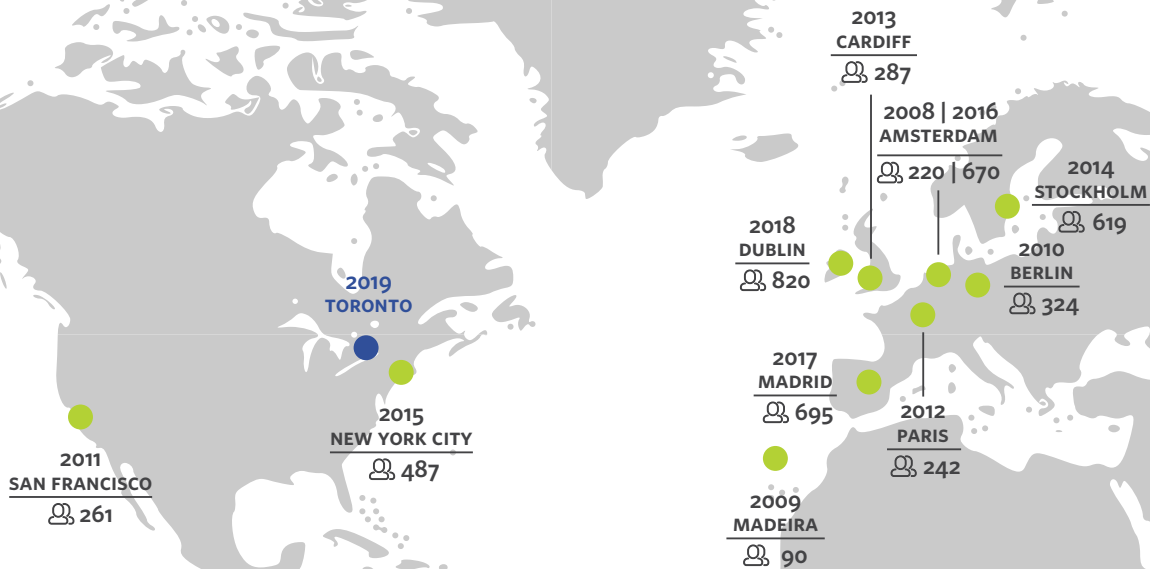 2013
CARDIFF
287
2008 | 2016
AMSTERDAM
220 | 670
2014
STOCKHOLM
619
2018
DUBLIN
820
2010
BERLIN
324
2019
TORONTO
2017
MADRID
695
2015
NEW YORK CITY
487
2012
PARIS
242
2011
SAN FRANCISCO
261
2009
MADEIRA
90